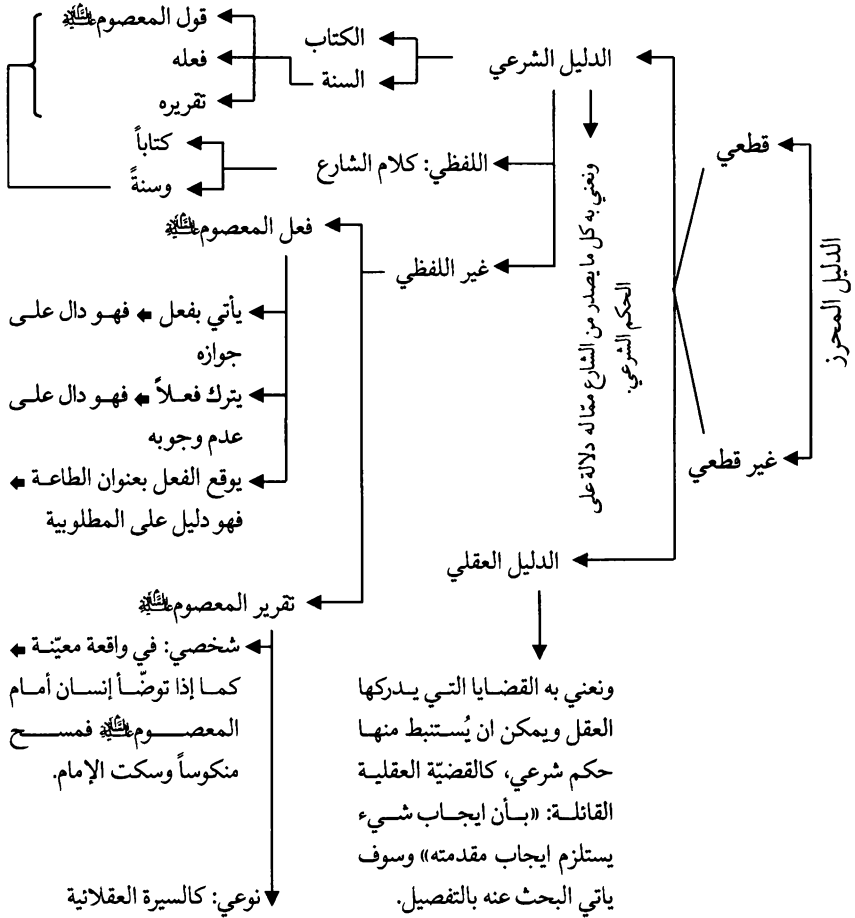 الدليل المحرز
قطعي
غير قطعي
الدليل الشرعي
ونعني به كل ما يصدر من الشارع ممّا له دلالة على
الحكم الشرعي.
الكتاب
السنة
قول المعصوم عليه السلام
فعله
تقريره
اللفظي: كلام الشارع
كتاباً
وسنةً
غير اللفظي
فعل المعصوم عليه السلام
يأتي بفعل ← فهو دال على
جوازه
يترك فعلاً ← فهو دال على
عدم وجوبه
يوقع الفعل بعنوان الطاعة ←
فهو دليل على المطلوبية
تقرير المعصوم عليه السلام
شخصي: في واقعة معيّنة ←
كما إذا توضّأ إنسان أمام
المعصوم عليه السلام فمسح
منكوساً وسكت الإمام.
نوعي: كالسيرة العقلائية
الدليل العقلي
ونعني به القضايا التي يدركها
العقل ويمكن ان يُستنبط منها
حكم شرعي، كالقضيّة العقلية
القائلة: «بأن ايجاب شيء
يستلزم ايجاب مقدمته» وسوف
ياتي البحث عنه بالتفصيل.